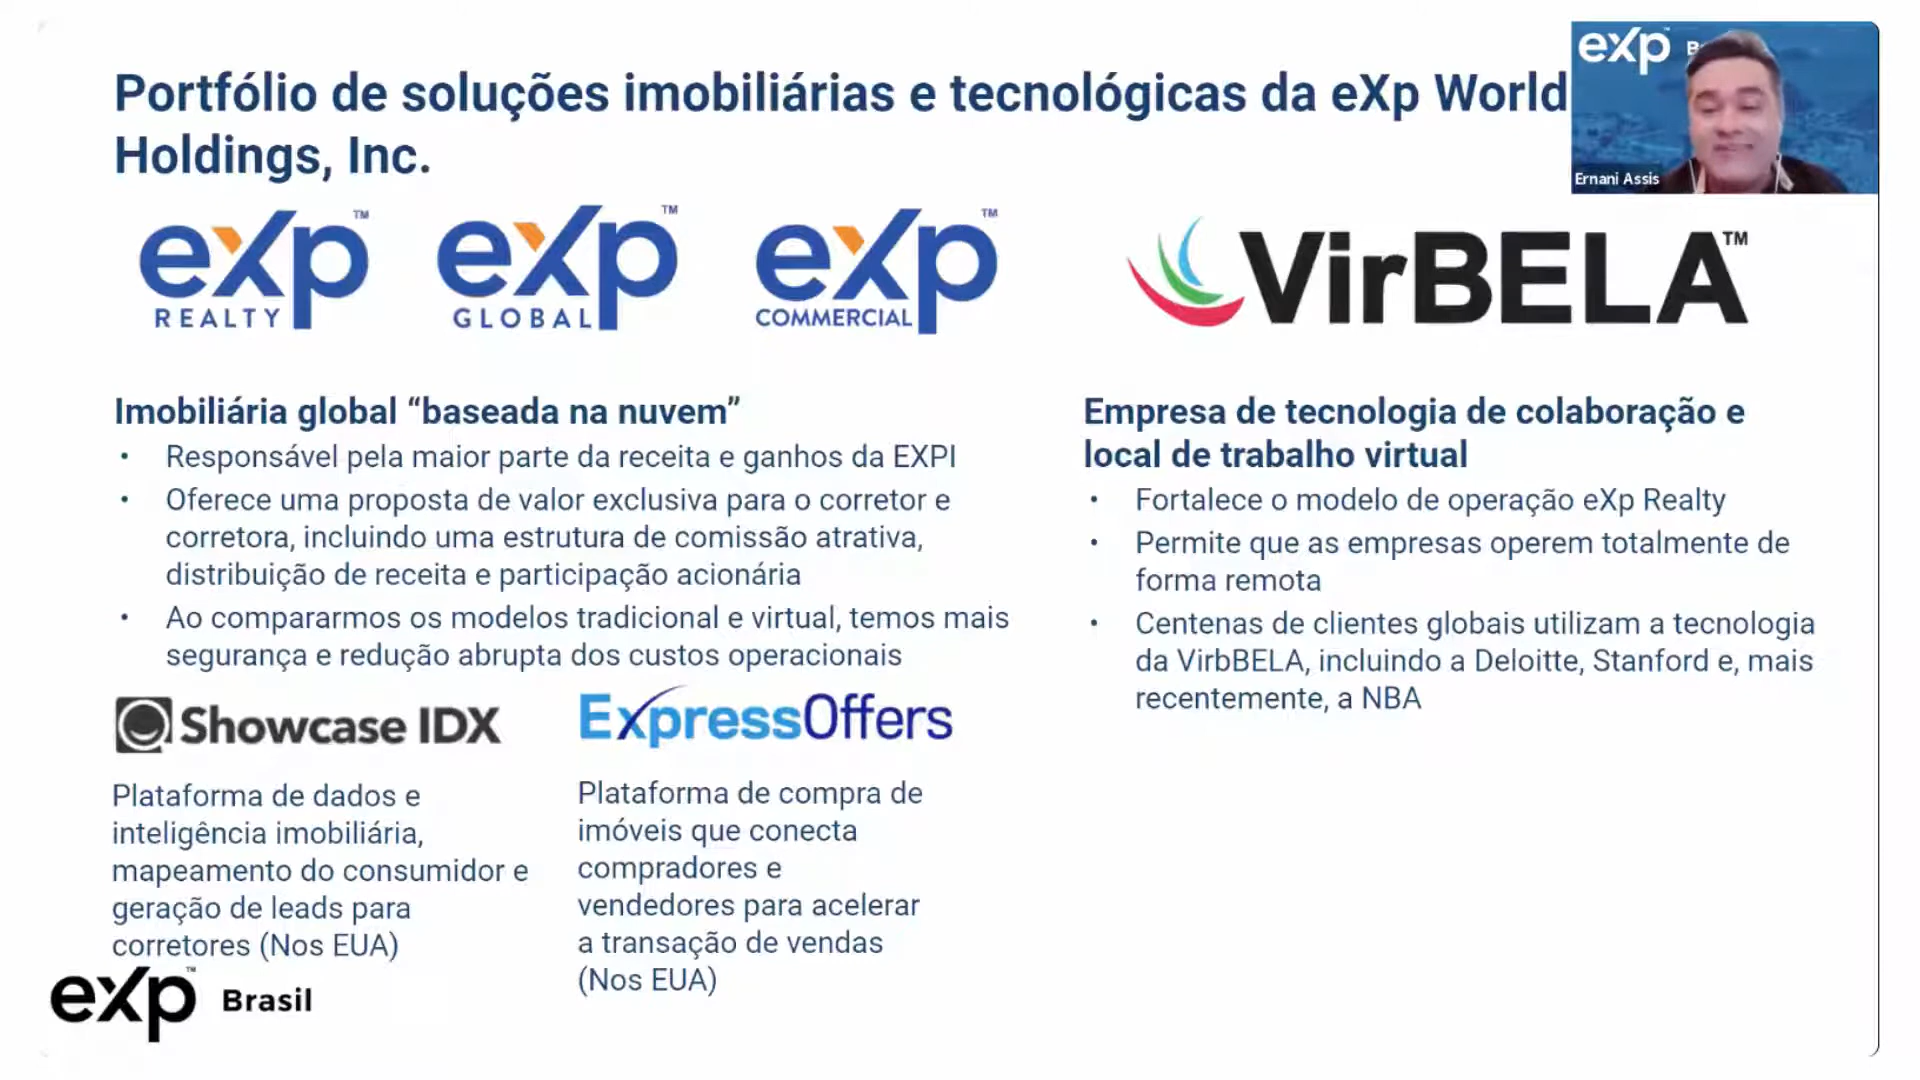 Portfólio de soluções imobiliárias e tecnológicas da eXp World
Holdings, Inc.
eXp
Ernani Assis
eXp™
REALTY
eXp™
GLOBAL
eXp™
COMMERCIAL
VirBELA™
Imobiliária global “baseada na nuvem”
• Responsável pela maior parte da receita e ganhos da EXPI
• Oferece uma proposta de valor exclusiva para o corretor e
corretora, incluindo uma estrutura de comissão atrativa,
distribuição de receita e participação acionária
• Ao compararmos os modelos tradicional e virtual, temos mais
segurança e redução abrupta dos custos operacionais
Empresa de tecnologia de colaboração e
local de trabalho virtual
• Fortalece o modelo de operação eXp Realty
• Permite que as empresas operem totalmente de
forma remota
• Centenas de clientes globais utilizam a tecnologia
da VirbBELA, incluindo a Deloitte, Stanford e, mais
recentemente, a NBA
Showcase IDX
Plataforma de dados e
inteligência imobiliária,
mapeamento do consumidor e
geração de leads para
corretores (Nos EUA)
ExpressOffers
Plataforma de compra de
imóveis que conecta
compradores e
vendedores para acelerar
a transação de vendas
(Nos EUA)
eXp™ Brasil